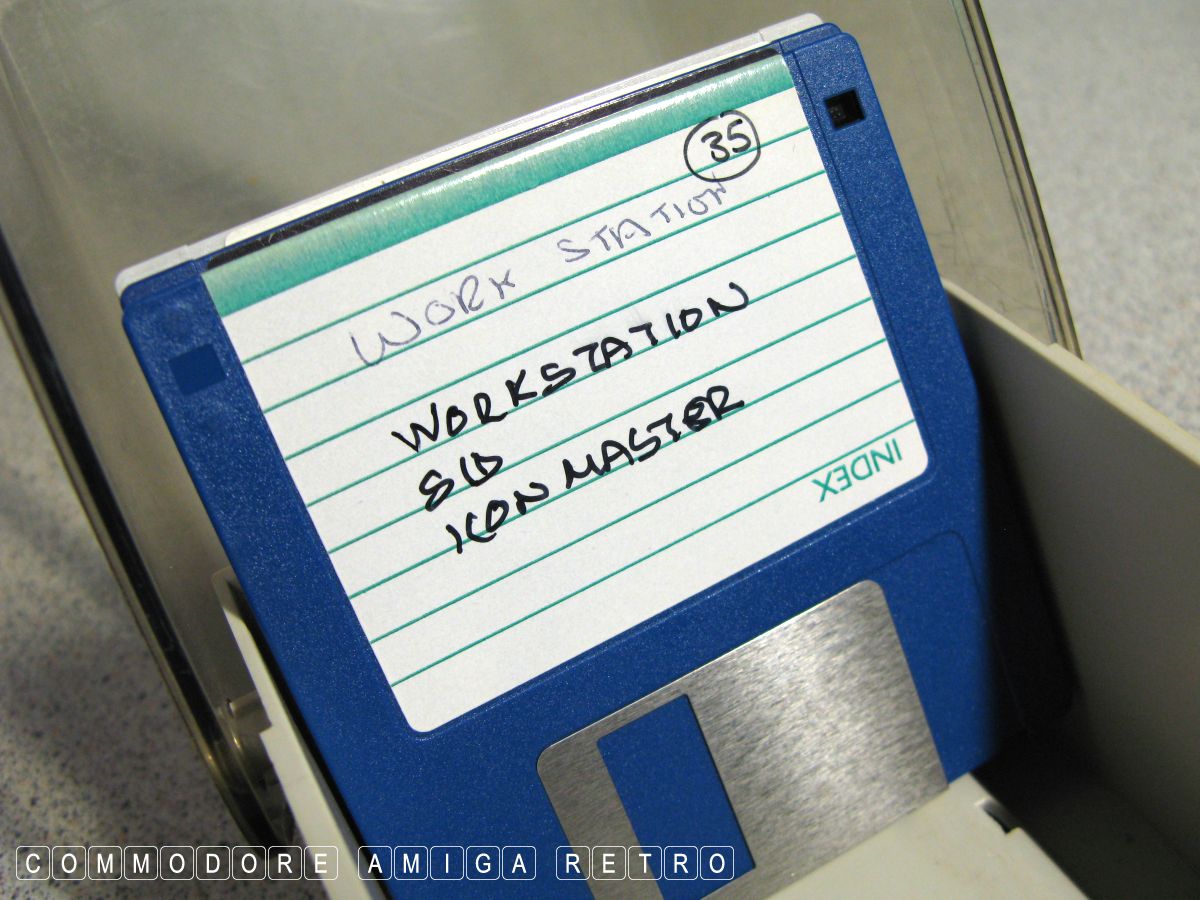 35
WORK STATION
WORKSTATION
SID
ICON MASTER
INDEX
COMMODORE AMIGA RETRO